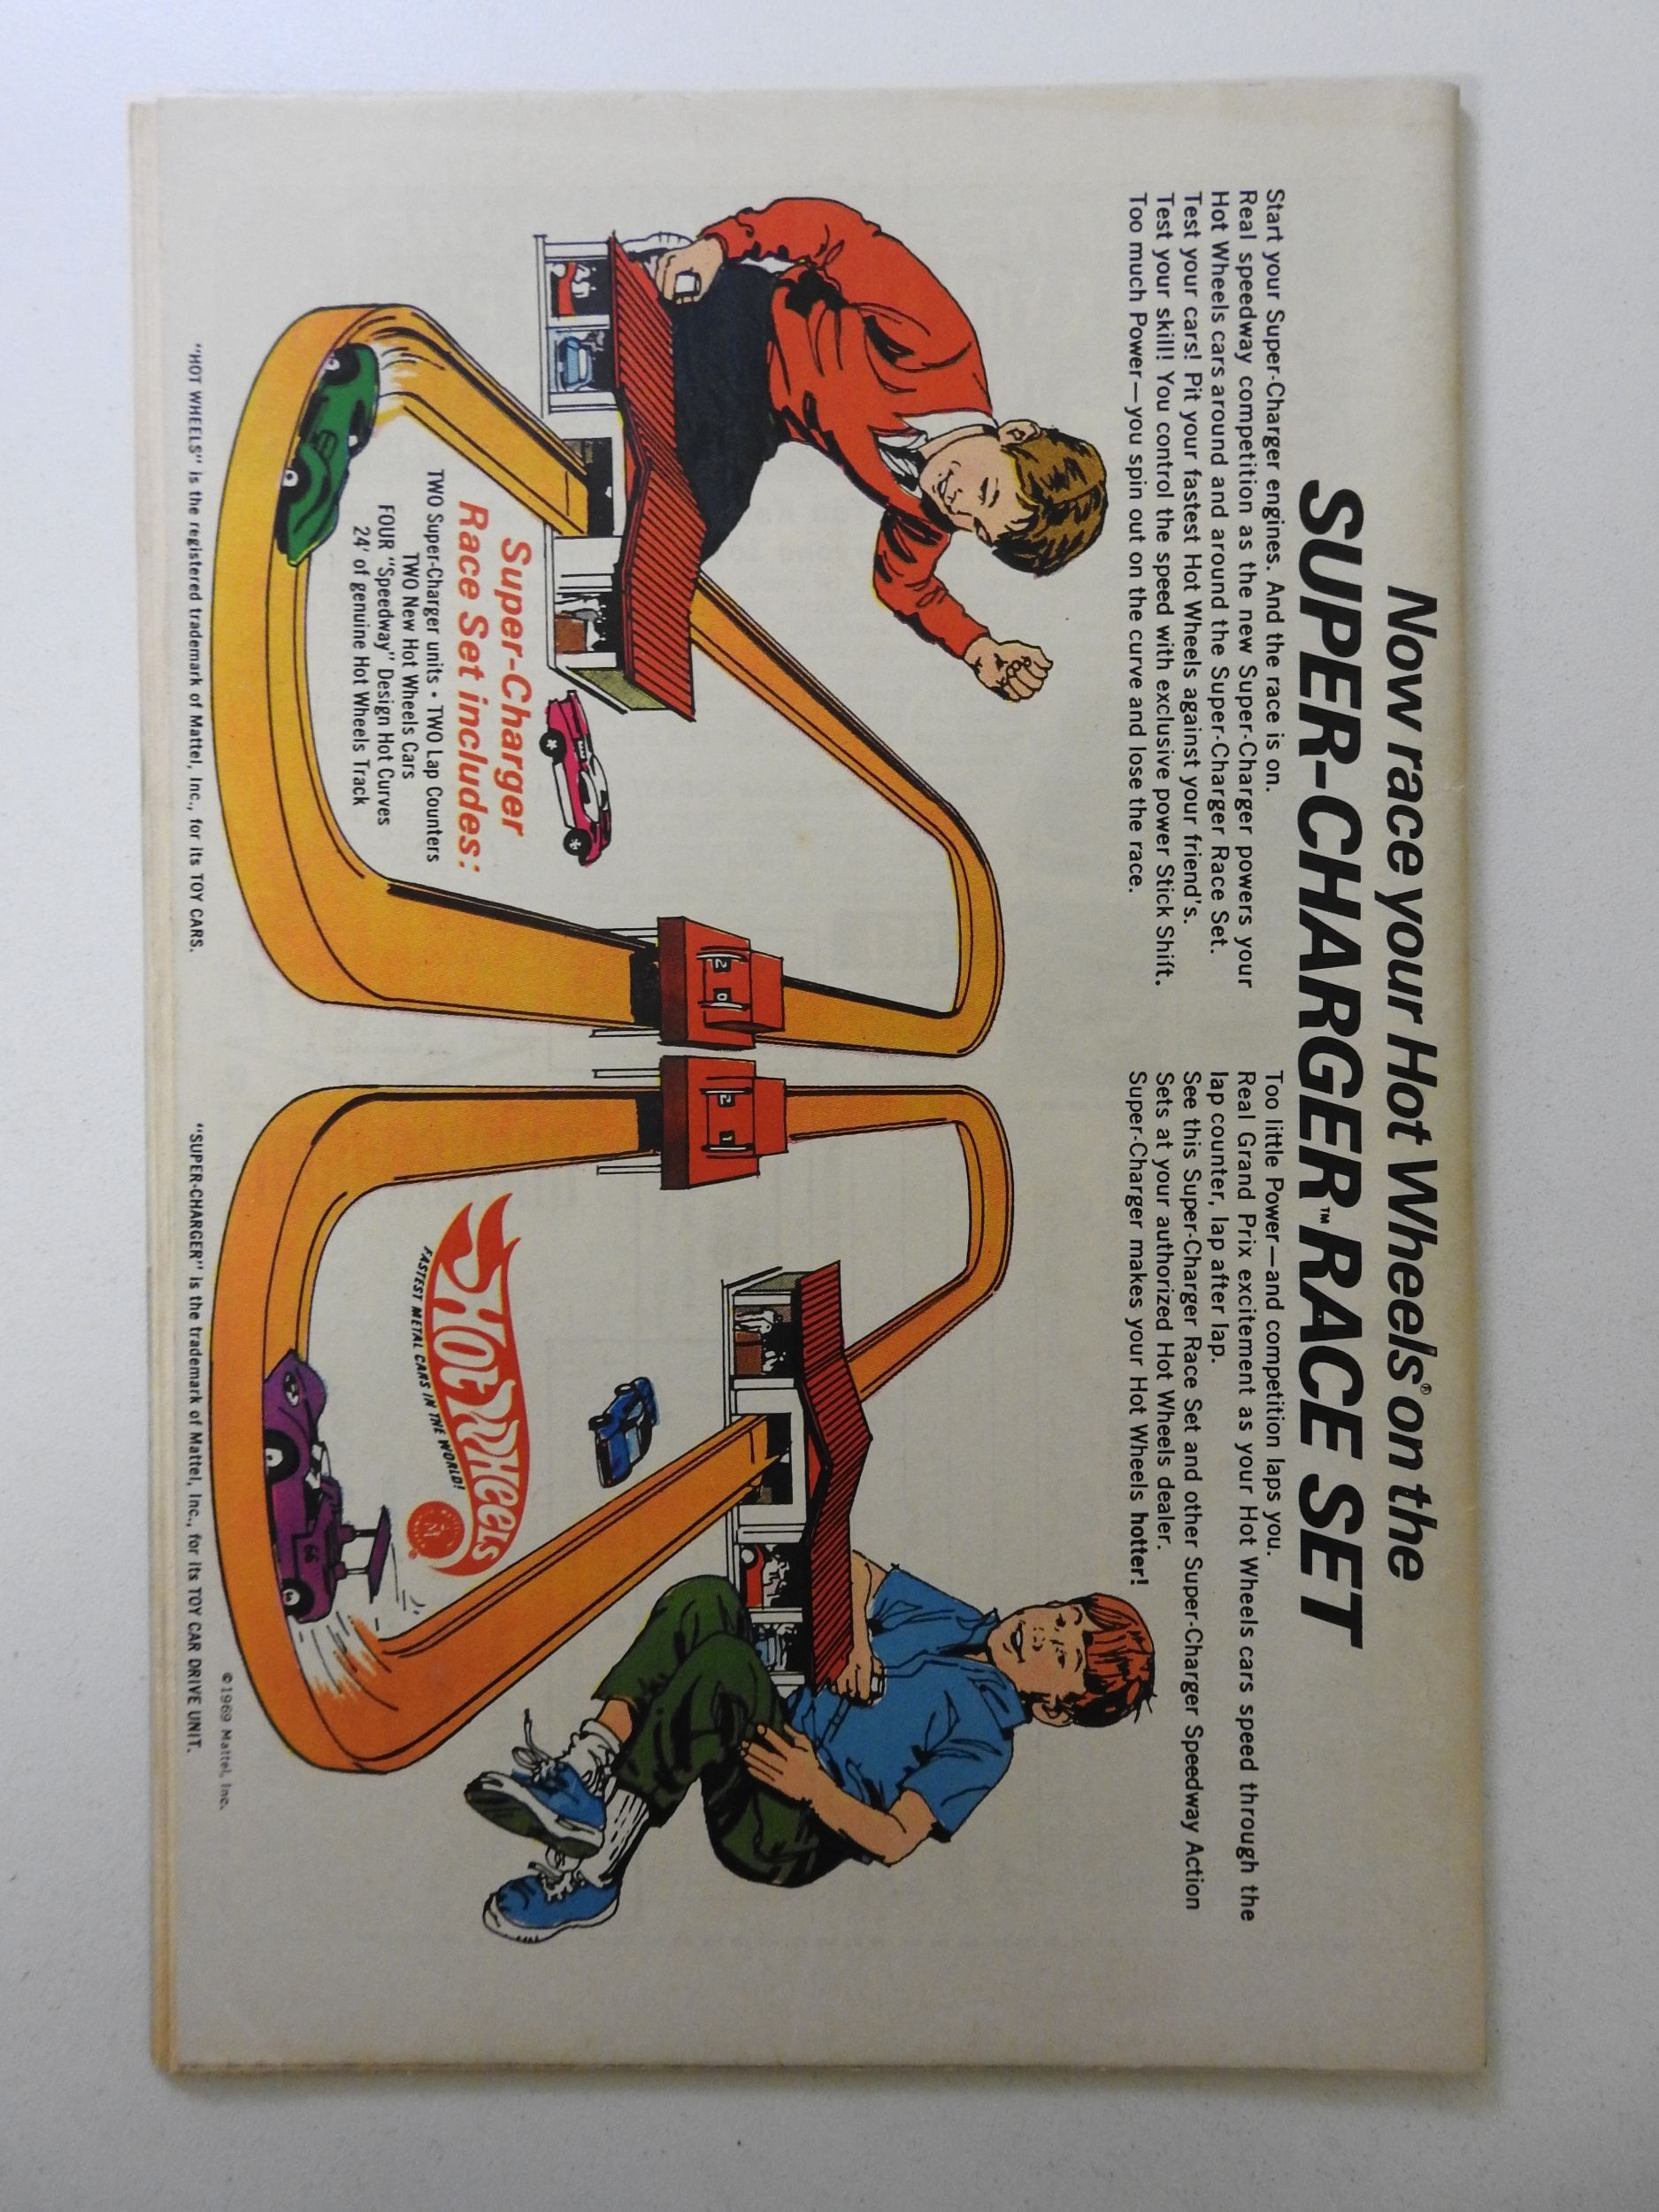 Now race your Hot Wheels® on the
SUPER-CHARGER™ RACE SET
Start your Super-Charger engines. And the race is on.
Real speedway competition as the new Super-Charger powers your
Hot Wheels cars around and around the Super-Charger Race Set.
Test your cars! Pit your fastest Hot Wheels against your friend's.
Test your skill! You control the speed with exclusive power Stick Shift.
Too much Power—you spin out on the curve and lose the race.
Too little Power—and competition laps you.
Real Grand Prix excitement as your Hot Wheels cars speed through the
lap counter, lap after lap.
See this Super-Charger Race Set and other Super-Charger Speedway Action
Sets at your authorized Hot Wheels dealer.
Super-Charger makes your Hot Wheels hotter!
2 0
2 1
Super-Charger
Race Set includes:
TWO Super-Charger units • TWO Lap Counters
TWO New Hot Wheels Cars
FOUR "Speedway" Design Hot Curves
24' of genuine Hot Wheels Track
HOT WHEELS
FASTEST METAL CARS IN THE WORLD!
66
©1969 Mattel, Inc.
"HOT WHEELS" is the registered trademark of Mattel, Inc., for its TOY CARS.
"SUPER-CHARGER" is the trademark of Mattel, Inc., for its TOY CAR DRIVE UNIT.